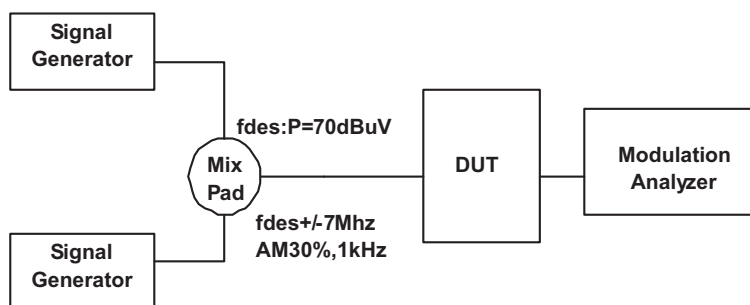 Signal
Generator
fdes:P=70dBuV
Mix
Pad
DUT
Modulation
Analyzer
fdes+/-7Mhz
AM30%,1kHz
Signal
Generator